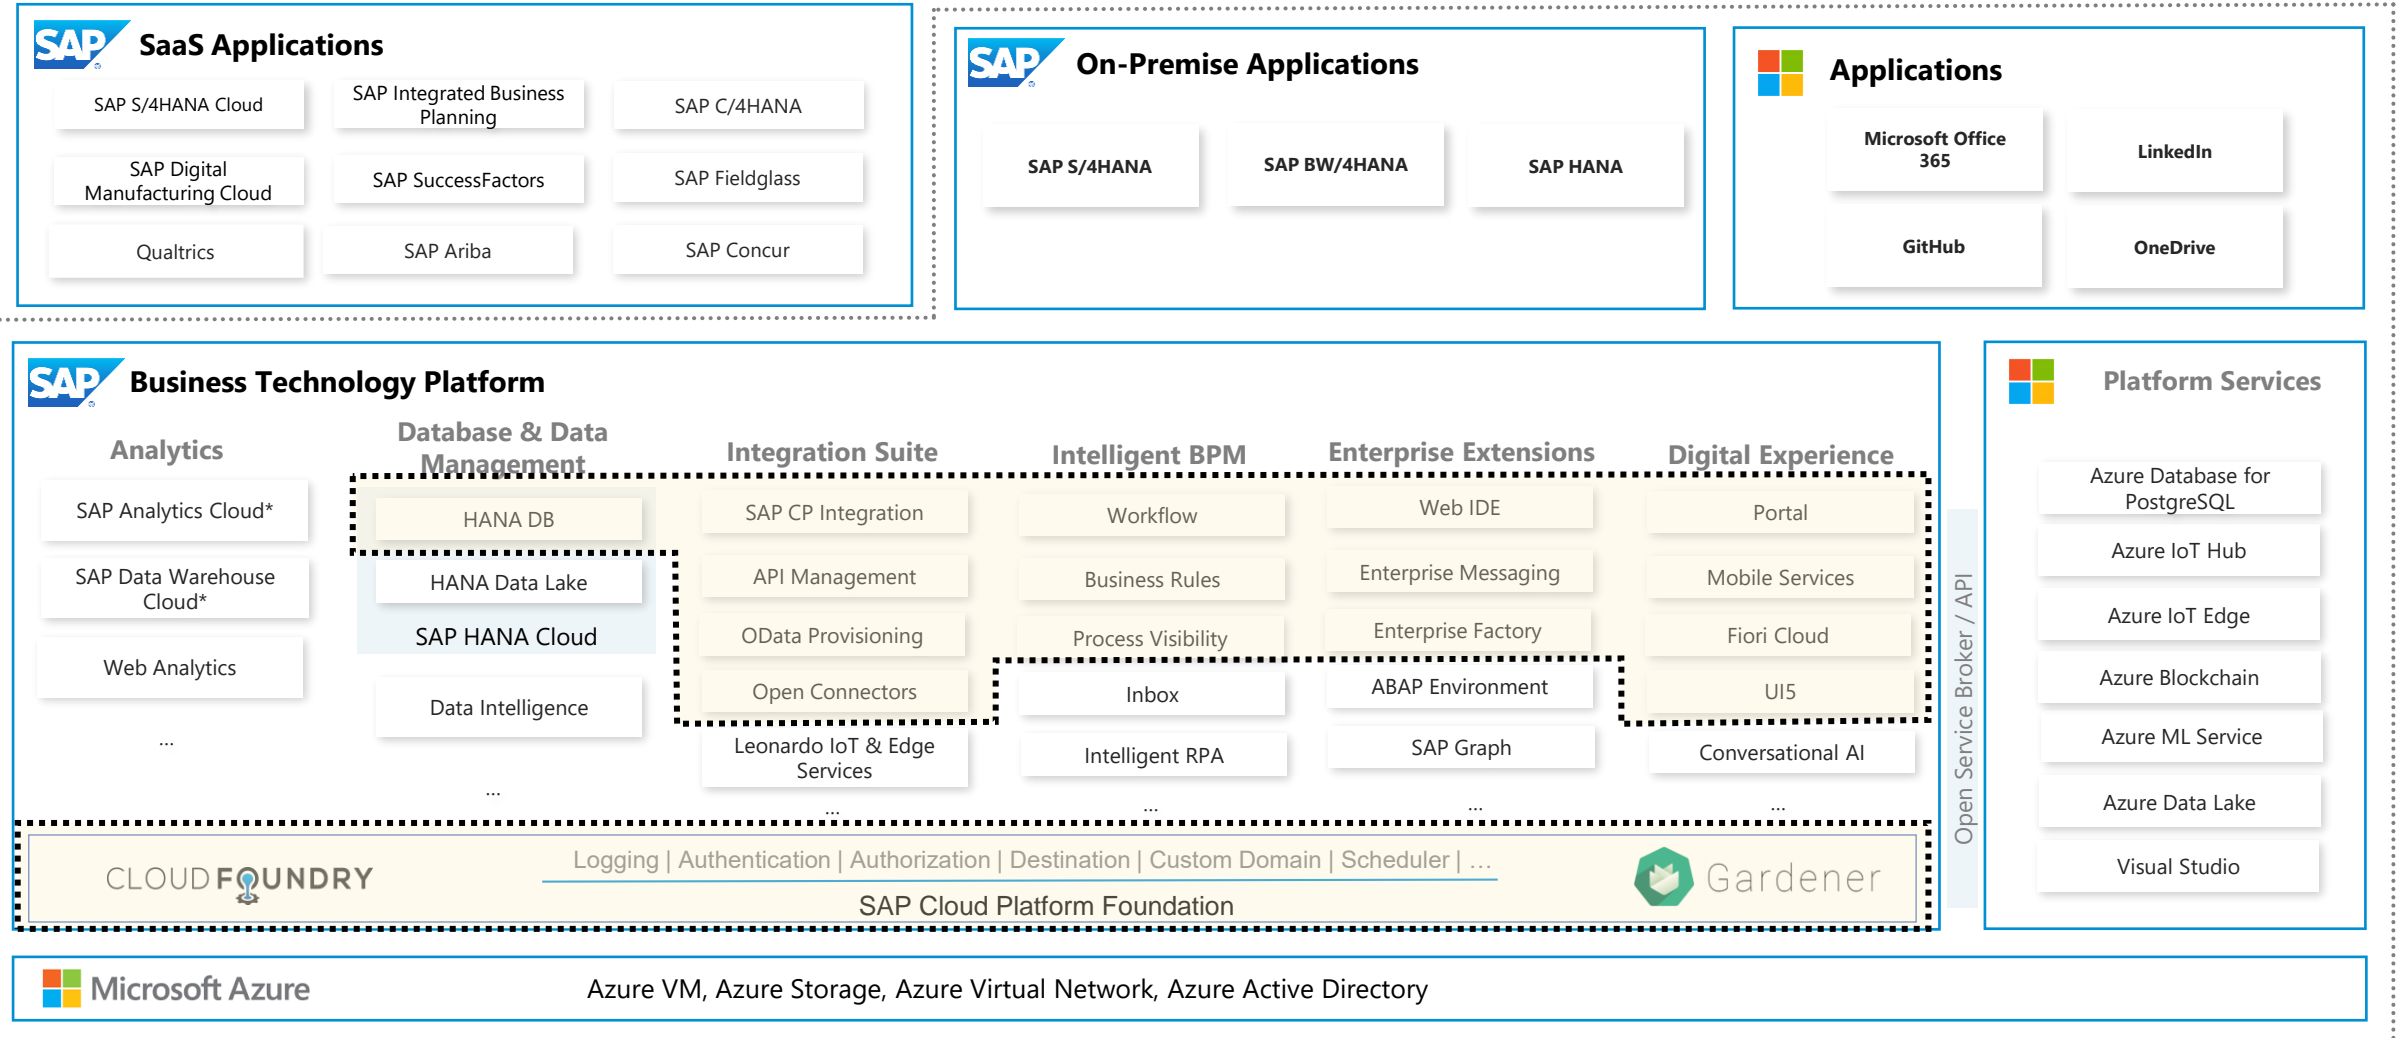 SAP SaaS Applications
SAP S/4HANA Cloud
SAP Integrated Business
Planning
SAP C/4HANA
SAP Digital
Manufacturing Cloud
SAP SuccessFactors
SAP Fieldglass
Qualtrics
SAP Ariba
SAP Concur
SAP On-Premise Applications
SAP S/4HANA
SAP BW/4HANA
SAP HANA
Applications
Microsoft Office
365
LinkedIn
GitHub
OneDrive
SAP Business Technology Platform
Analytics
SAP Analytics Cloud*
SAP Data Warehouse
Cloud*
Web Analytics
...
Database & Data
Management
HANA DB
HANA Data Lake
SAP HANA Cloud
Data Intelligence
...
Integration Suite
SAP CP Integration
API Management
OData Provisioning
Open Connectors
Leonardo IoT & Edge
Services
...
Intelligent BPM
Workflow
Business Rules
Process Visibility
Inbox
Intelligent RPA
...
Enterprise Extensions
Web IDE
Enterprise Messaging
Enterprise Factory
ABAP Environment
SAP Graph
...
Digital Experience
Portal
Mobile Services
Fiori Cloud
UI5
Conversational AI
...
CLOUD FOUNDRY
Logging | Authentication | Authorization | Destination | Custom Domain | Scheduler | …
SAP Cloud Platform Foundation
Gardener
Open Service Broker / API
Platform Services
Azure Database for
PostgreSQL
Azure IoT Hub
Azure IoT Edge
Azure Blockchain
Azure ML Service
Azure Data Lake
Visual Studio
Microsoft Azure
Azure VM, Azure Storage, Azure Virtual Network, Azure Active Directory